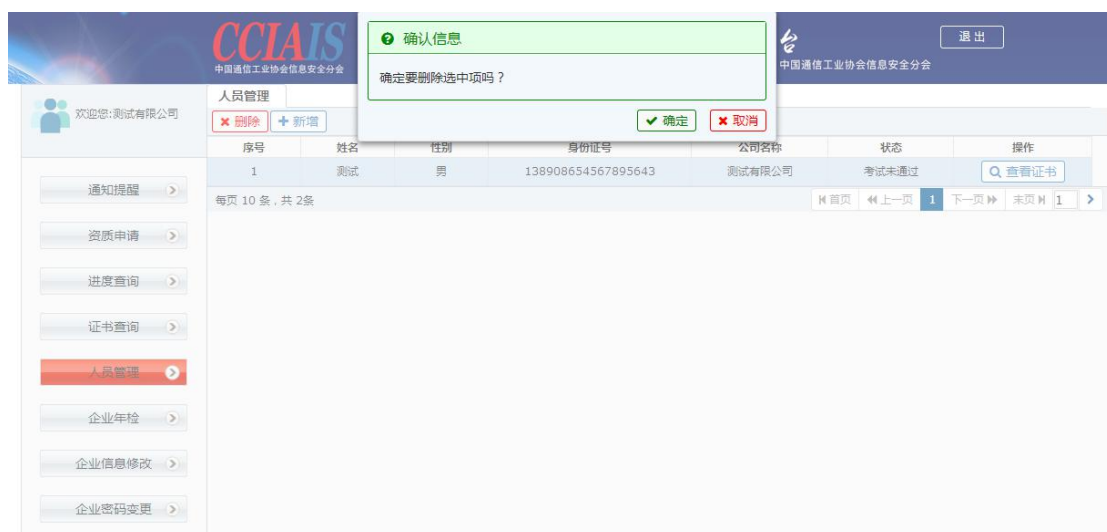 CCIAIS
中国通信工业协会信息安全分会
确认信息
确定要删除选中项吗？
确定
取消
台
中国通信工业协会信息安全分会
退出
欢迎您:测试有限公司
人员管理
删除 新增
序号 姓名 性别 身份证号 公司名称 状态 操作
1 测试 男 138908654567895643 测试有限公司 考试未通过 查看证书
每页 10 条，共 2条 首页 上一页 1 下一页 末页 1
通知提醒
资质申请
进度查询
证书查询
人员管理
企业年检
企业信息修改
企业密码变更